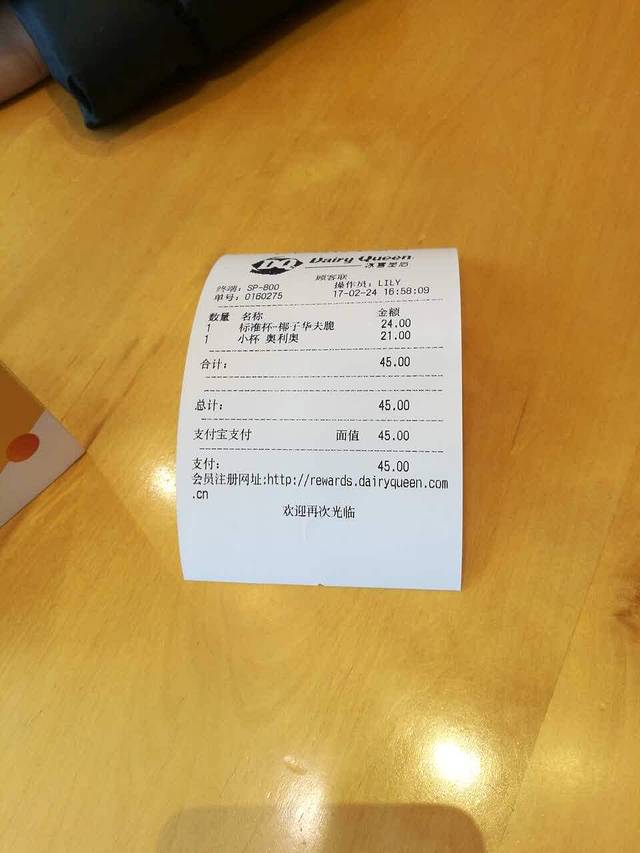 DQ Dairy Queen
冰雪皇后
顾客联
终端：SP-800 操作员：LILY
单号：0160275 17-02-24 16:58:09
数量 名称 金额
1 标准杯-椰子华夫脆 24.00
1 小杯 奥利奥 21.00
合计： 45.00
总计： 45.00
支付宝支付 面值 45.00
支付： 45.00
会员注册网址:http://rewards.dairyqueen.com
.cn
欢迎再次光临